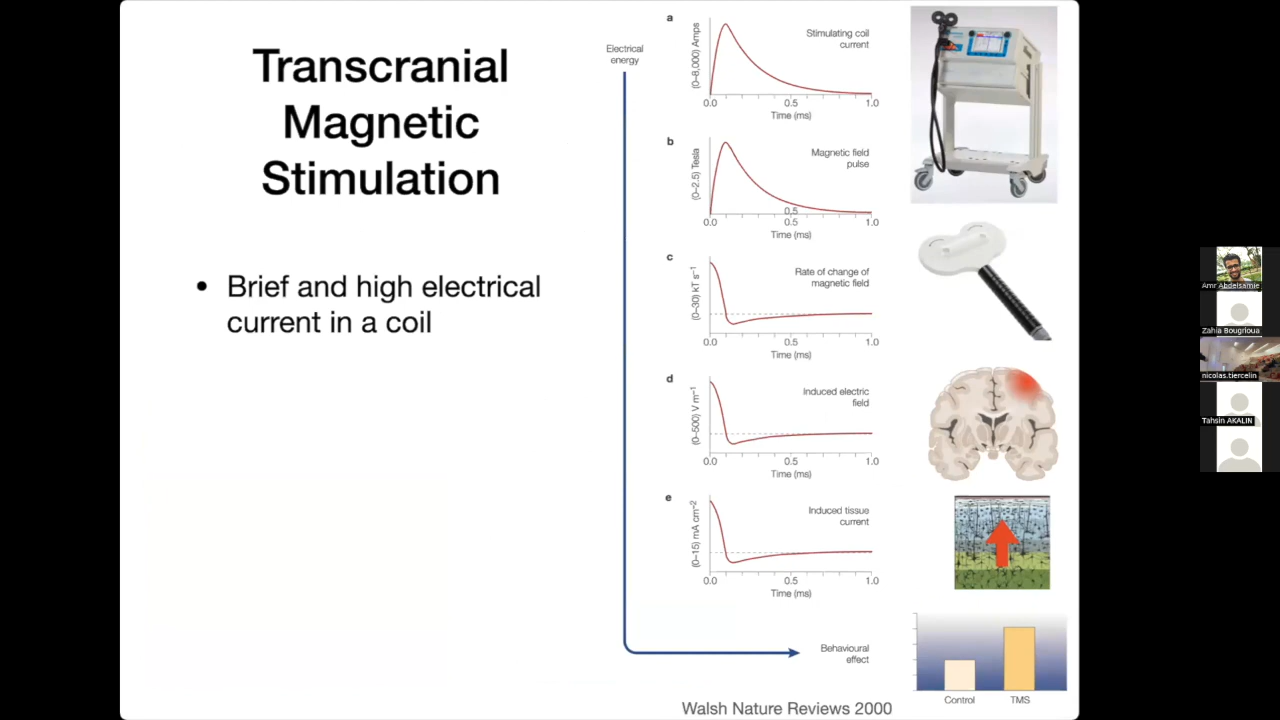 Transcranial
Magnetic
Stimulation
• Brief and high electrical
current in a coil
Electrical
energy
a
(0–8,000) Amps
Stimulating coil
current
0.0 0.5 1.0
Time (ms)
b
(0–2.5) Tesla
Magnetic field
pulse
0.5
0.0 0.5 1.0
Time (ms)
c
(0–30) kT s⁻¹
Rate of change of
magnetic field
0.0 0.5 1.0
Time (ms)
d
(0–500) V m⁻¹
Induced electric
field
0.0 0.5 1.0
Time (ms)
e
(0–15) mA cm⁻²
Induced tissue
current
0.0 0.5 1.0
Time (ms)
Behavioural
effect
Control TMS
Walsh Nature Reviews 2000
Amr Abdelsamie
Zahia Bougrioua
nicolas.tiercelin
Tahsin AKALIN